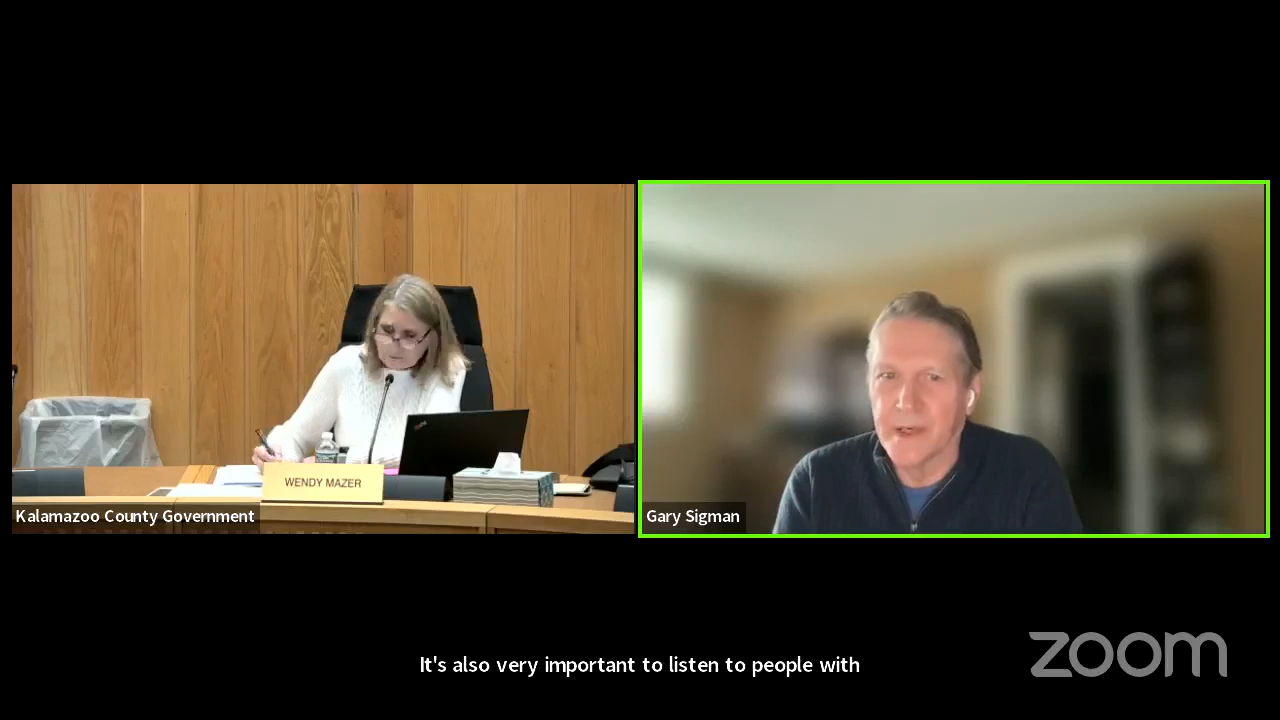 WENDY MAZER
Kalamazoo County Government
Gary Sigman
It's also very important to listen to people with
zoom